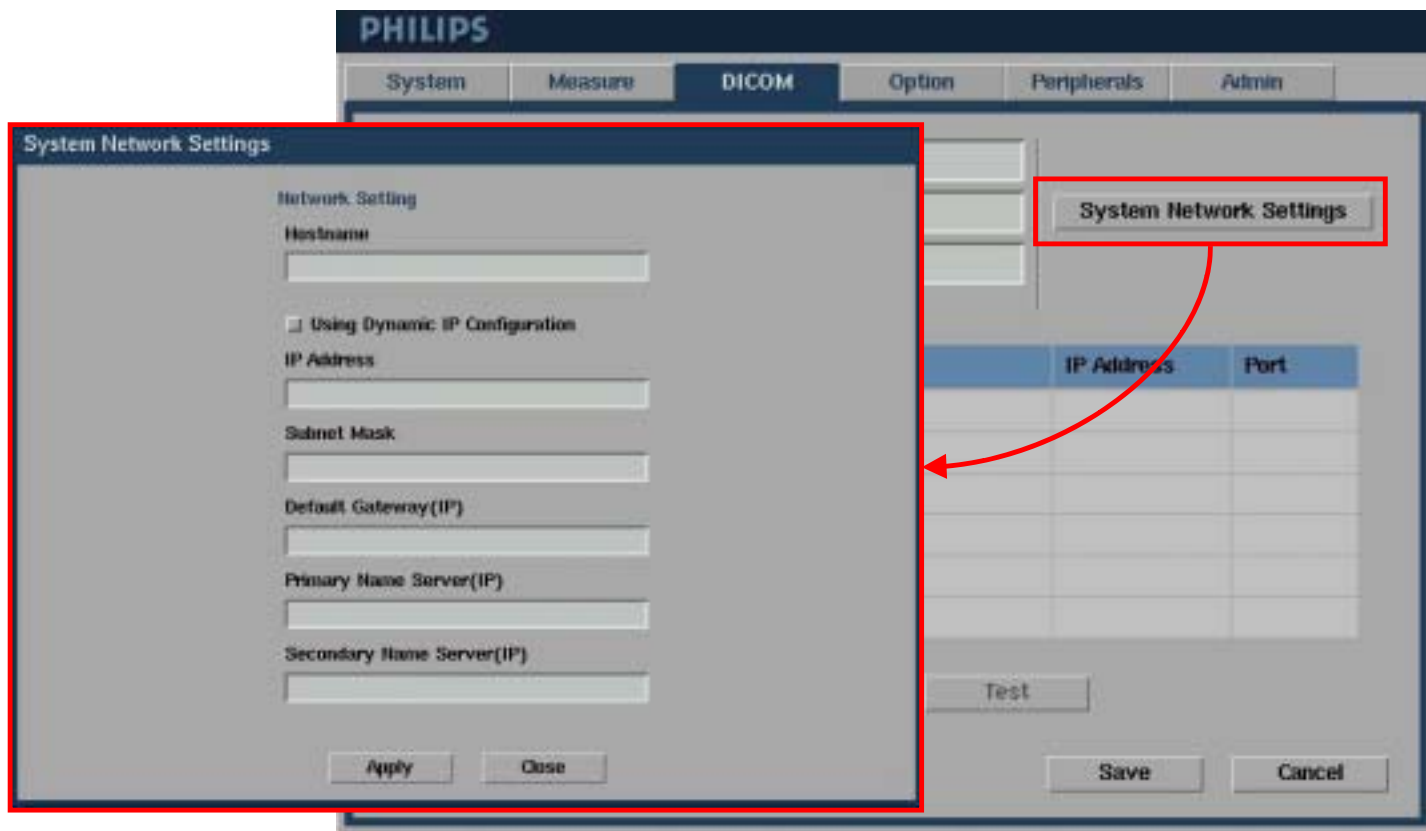 PHILIPS
System Measure DICOM Option Peripherals Admin
System Network Settings
Network Setting
Hostname
Using Dynamic IP Configuration
IP Address
Subnet Mask
Default Gateway(IP)
Primary Name Server(IP)
Secondary Name Server(IP)
Apply Close
System Network Settings
IP Address Port
Test
Save Cancel